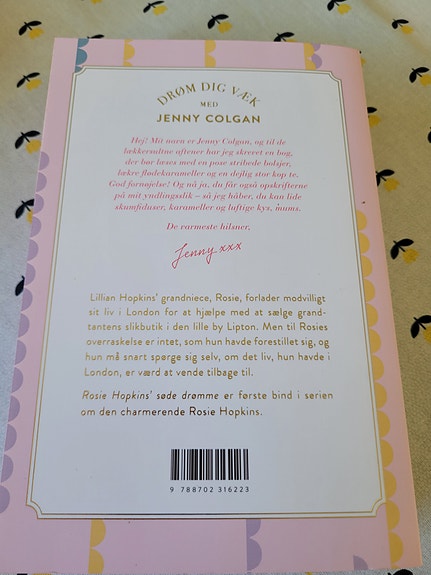 DRØM DIG VÆK
MED
JENNY COLGAN
Hej! Mit navn er Jenny Colgan, og til de
lækkersultne aftener har jeg skrevet en bog,
der bør læses med en pose stribede bolsjer,
lækre flødekarameller og en dejlig stor kop te.
God fornøjelse! Og nå ja, du får også opskrifterne
på mit yndlingsslik – så jeg håber, du kan lide
skumfiduser, karameller og luftige kys, mums.
De varmeste hilsner,
Jenny xxx
Lillian Hopkins' grandniece, Rosie, forlader modvilligt
sit liv i London for at hjælpe med at sælge grand-
tantens slikbutik i den lille by Lipton. Men til Rosies
overraskelse er intet, som hun havde forestillet sig, og
hun må snart spørge sig selv, om det liv, hun havde i
London, er værd at vende tilbage til.
Rosie Hopkins' søde drømme er første bind i serien
om den charmerende Rosie Hopkins.
9 788702 316223